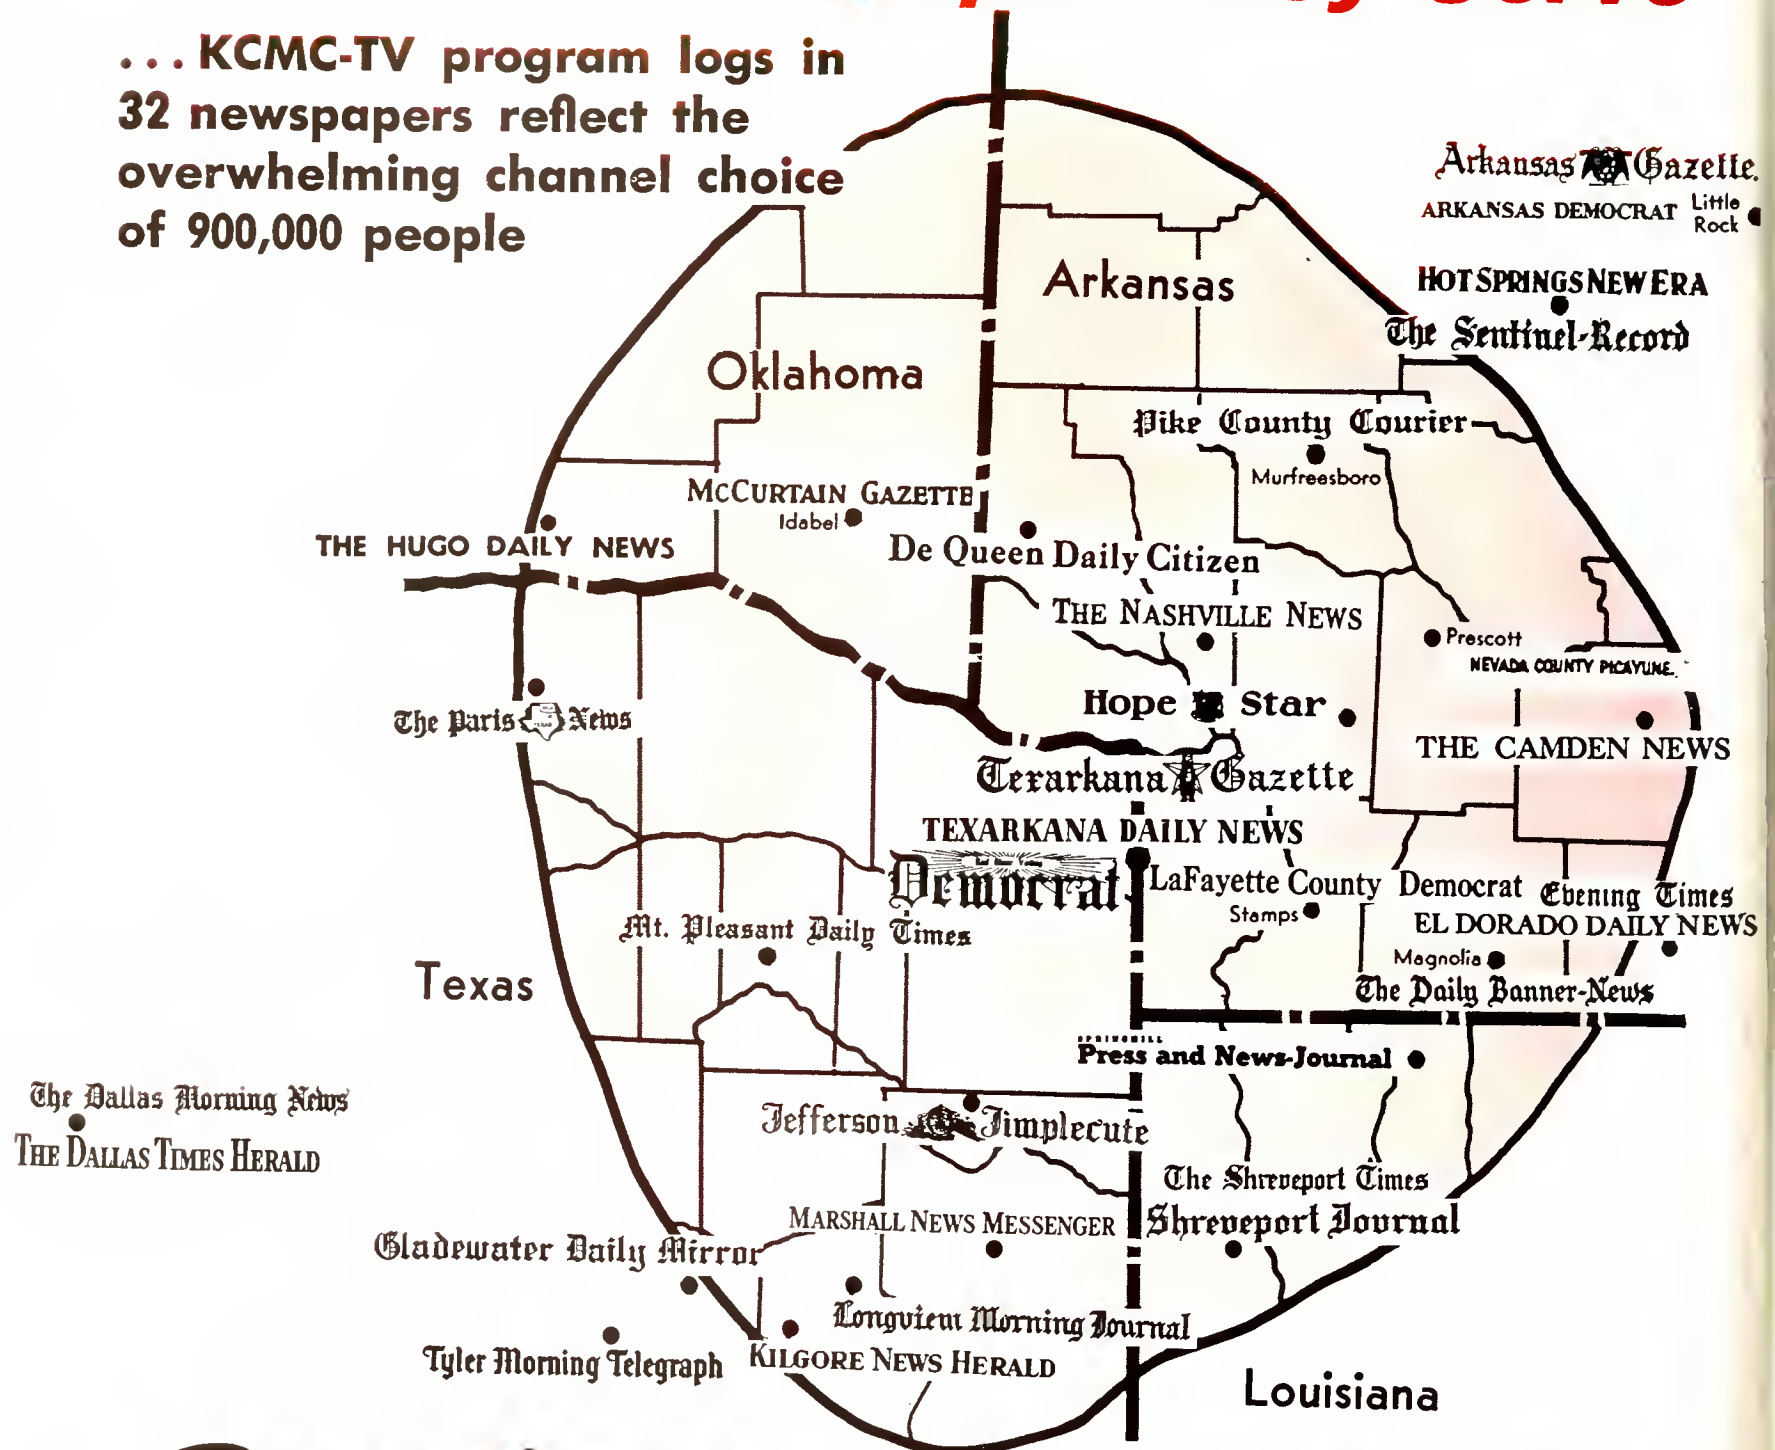 ... KCMC-TV program logs in
32 newspapers reflect the
overwhelming channel choice
of 900,000 people
Arkansas Gazette.
ARKANSAS DEMOCRAT Little
Rock
HOT SPRINGS NEW ERA
The Sentinel-Record
Arkansas
Oklahoma
Pike County Courier
Murfreesboro
MCCURTAIN GAZETTE
Idabel
THE HUGO DAILY NEWS
De Queen Daily Citizen
THE NASHVILLE NEWS
Prescott
NEVADA COUNTY PICAYUNE.
Hope Star
The Paris News
THE CAMDEN NEWS
Texarkana Gazette
TEXARKANA DAILY NEWS
Democrat
LaFayette County Democrat
Stamps
Evening Times
EL DORADO DAILY NEWS
Mt. Pleasant Daily Times
Magnolia
The Daily Banner-News
Texas
SPRINGHILL
Press and News-Journal
The Dallas Morning News
THE DALLAS TIMES HERALD
Jefferson Jimplecute
The Shreveport Times
Shreveport Journal
MARSHALL NEWS MESSENGER
Gladewater Daily Mirror
Longview Morning Journal
Tyler Morning Telegraph
KILGORE NEWS HERALD
Louisiana